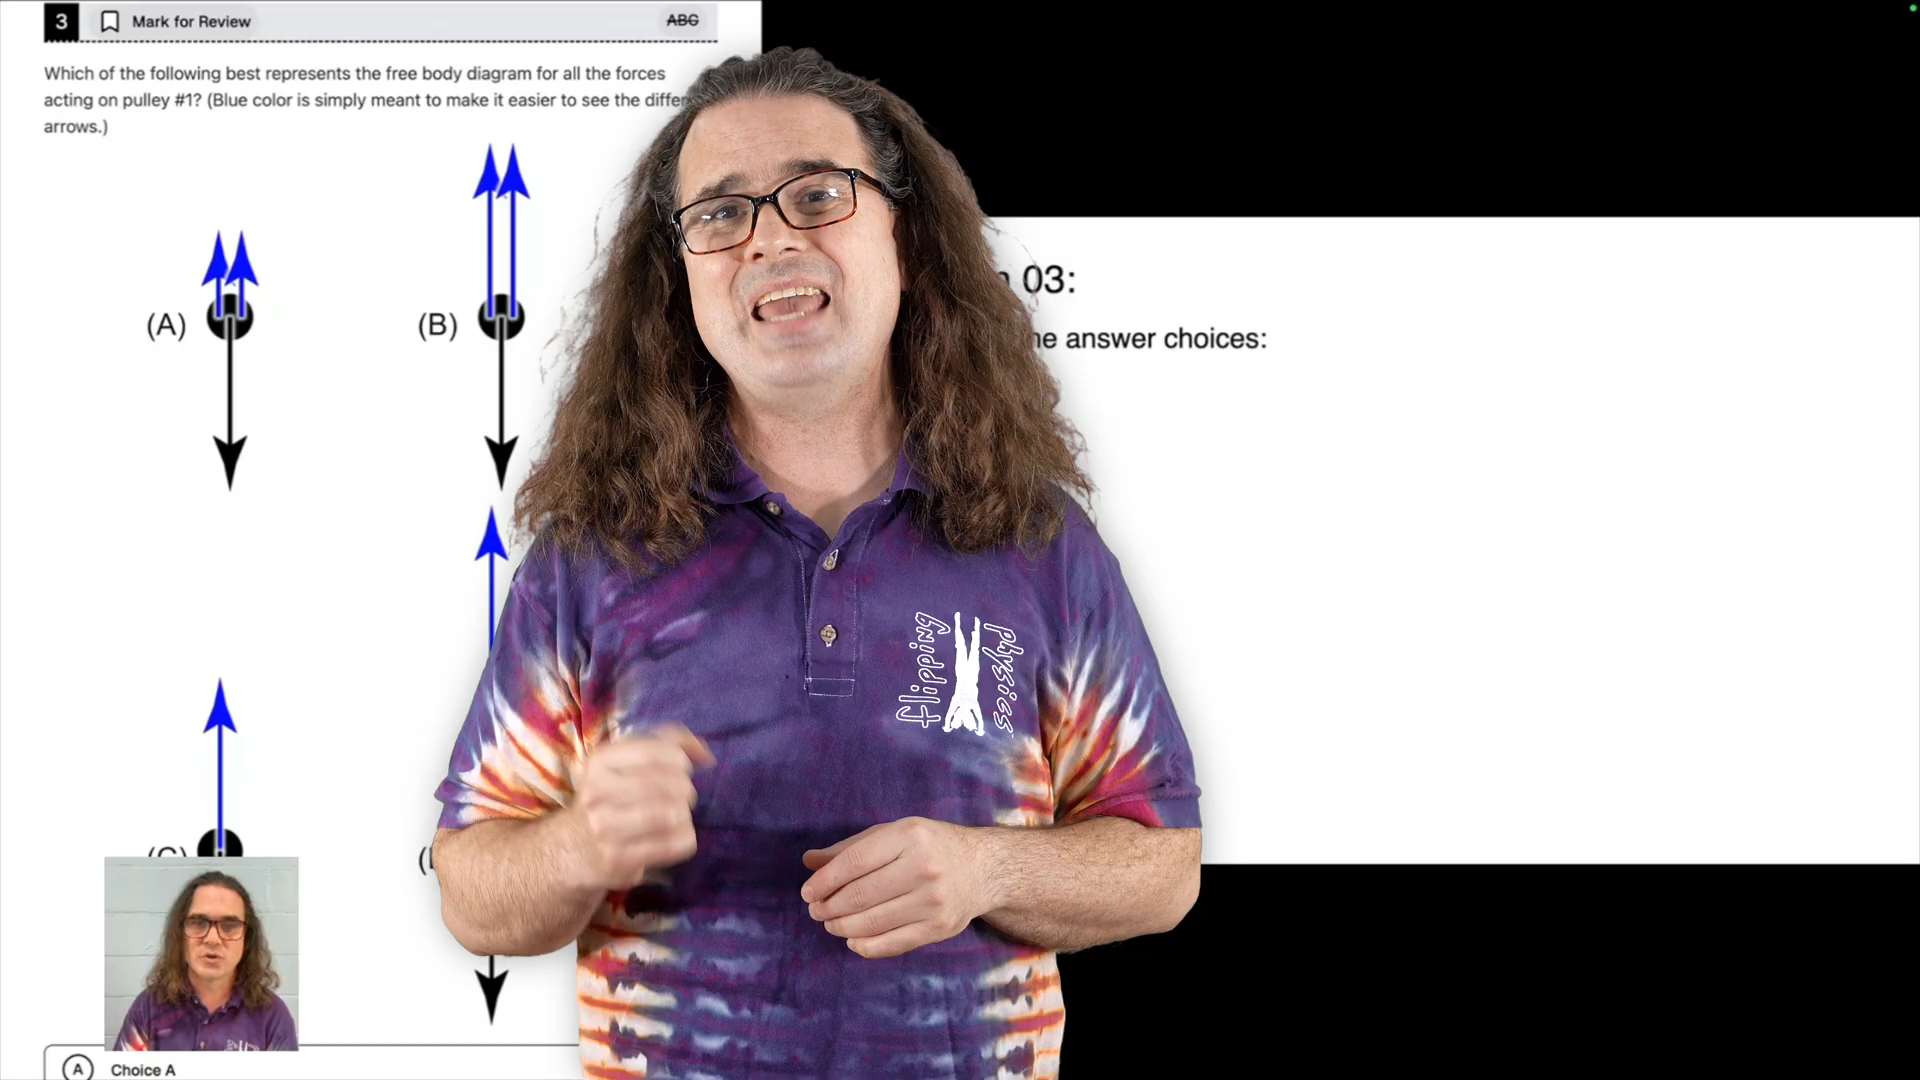 3 Mark for Review ABC
Which of the following best represents the free body diagram for all the forces
acting on pulley #1? (Blue color is simply meant to make it easier to see the
arrows.)
(A)
(B)
03:
answer choices:
flipping
physics
A Choice A